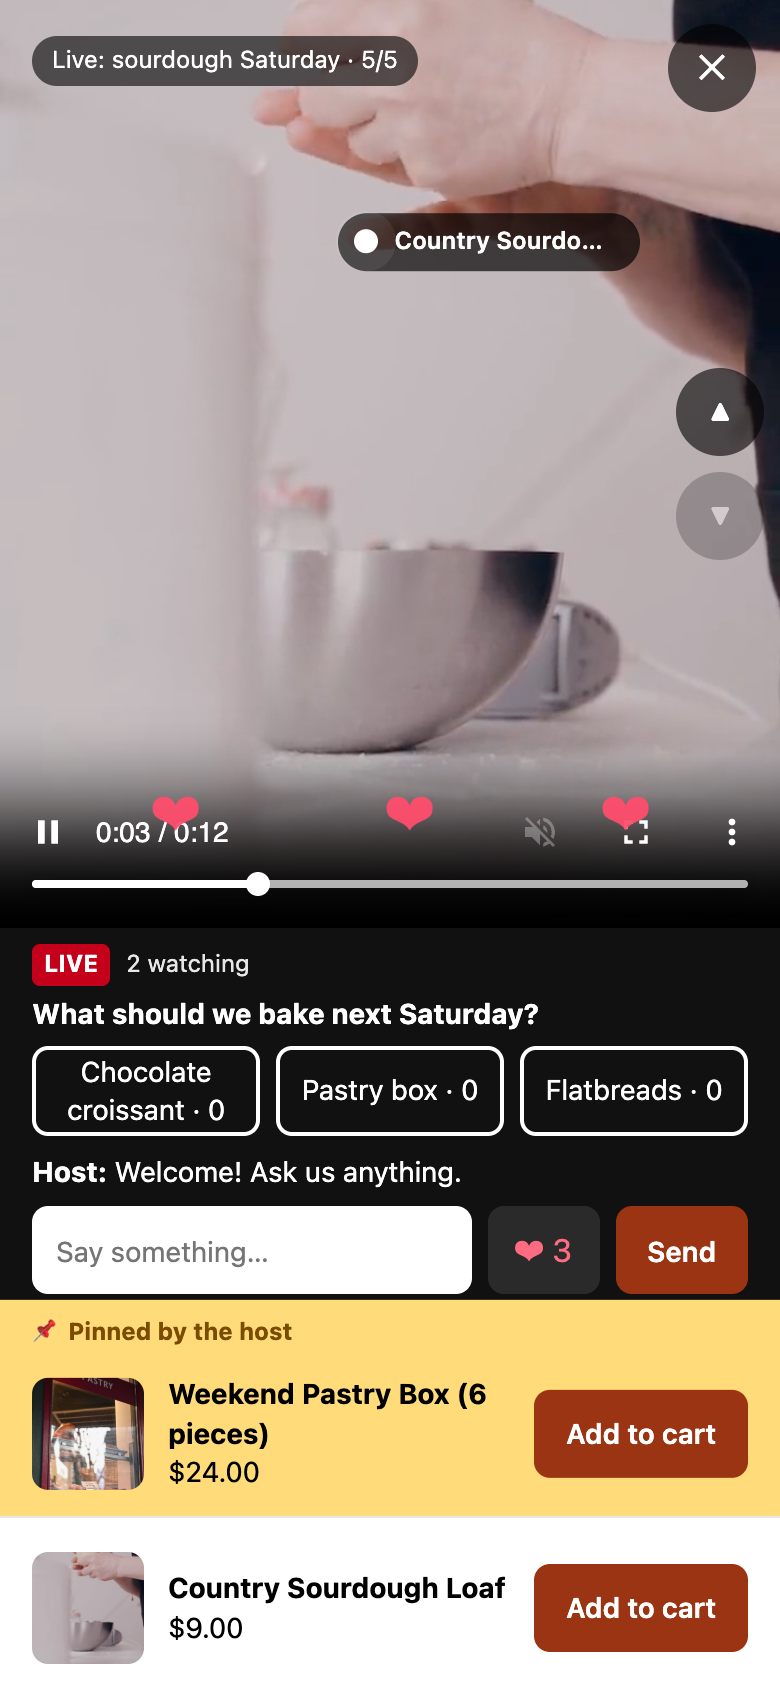 Live: sourdough Saturday · 5/5
Country Sourdo...
0:03 / 0:12
LIVE 2 watching
What should we bake next Saturday?
Chocolate
croissant · 0
Pastry box · 0
Flatbreads · 0
Host: Welcome! Ask us anything.
Say something...
❤ 3
Send
📌 Pinned by the host
PASTRY
Weekend Pastry Box (6
pieces)
$24.00
Add to cart
Country Sourdough Loaf
$9.00
Add to cart